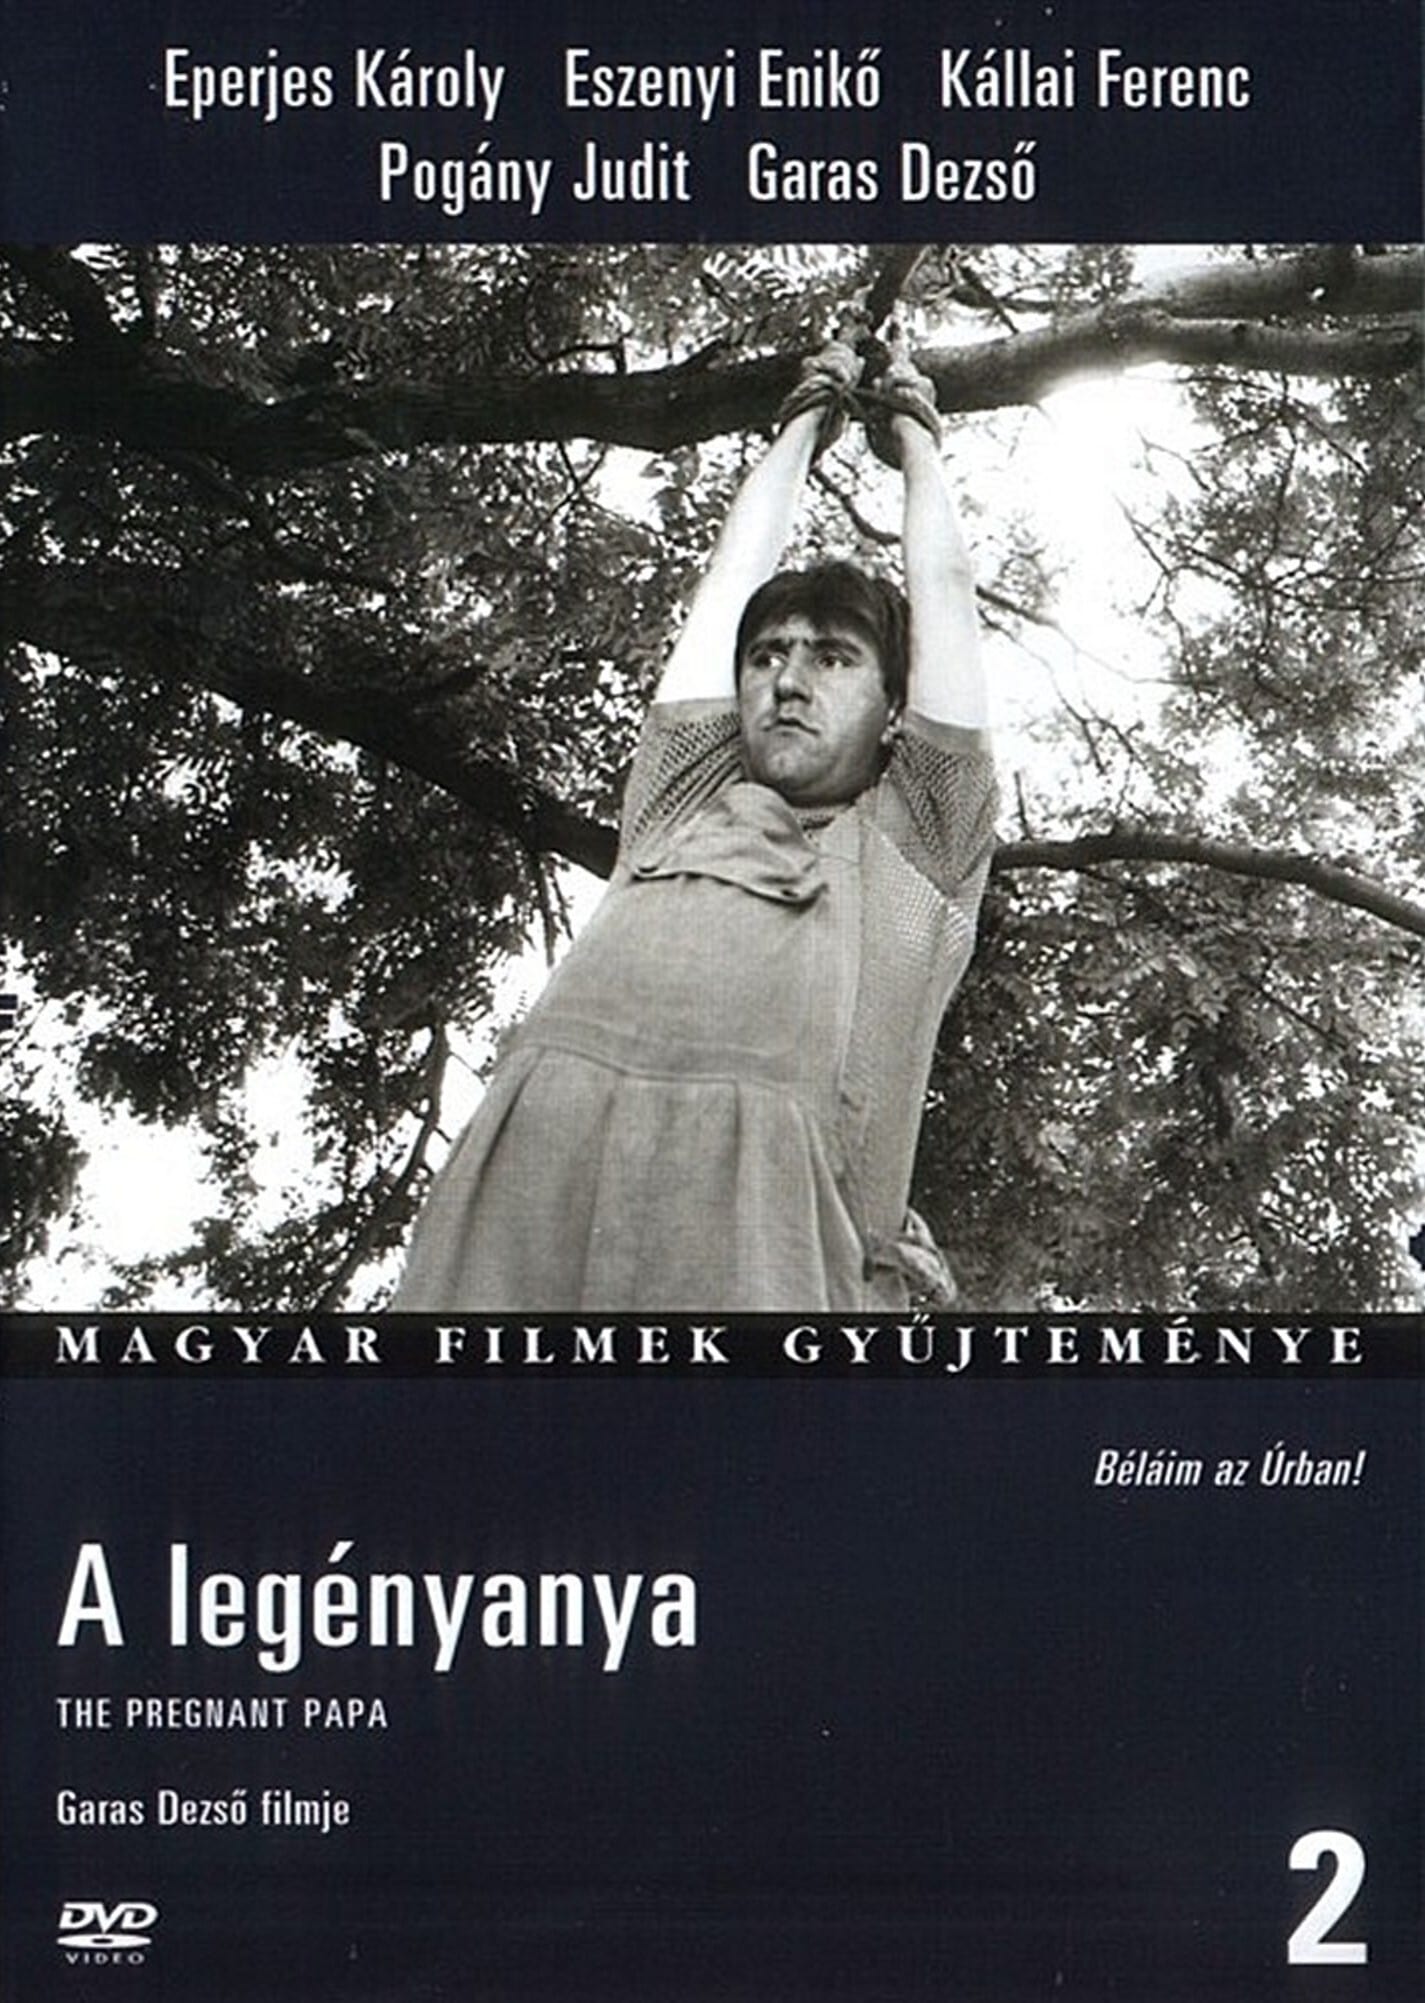 Eperjes Károly Eszenyi Enikő Kállai Ferenc
Pogány Judit Garas Dezső
MAGYAR FILMEK GYŰJTEMÉNYE
Béláim az Úrban!
A legényanya
THE PREGNANT PAPA
Garas Dezső filmje
2
DVD
VIDEO